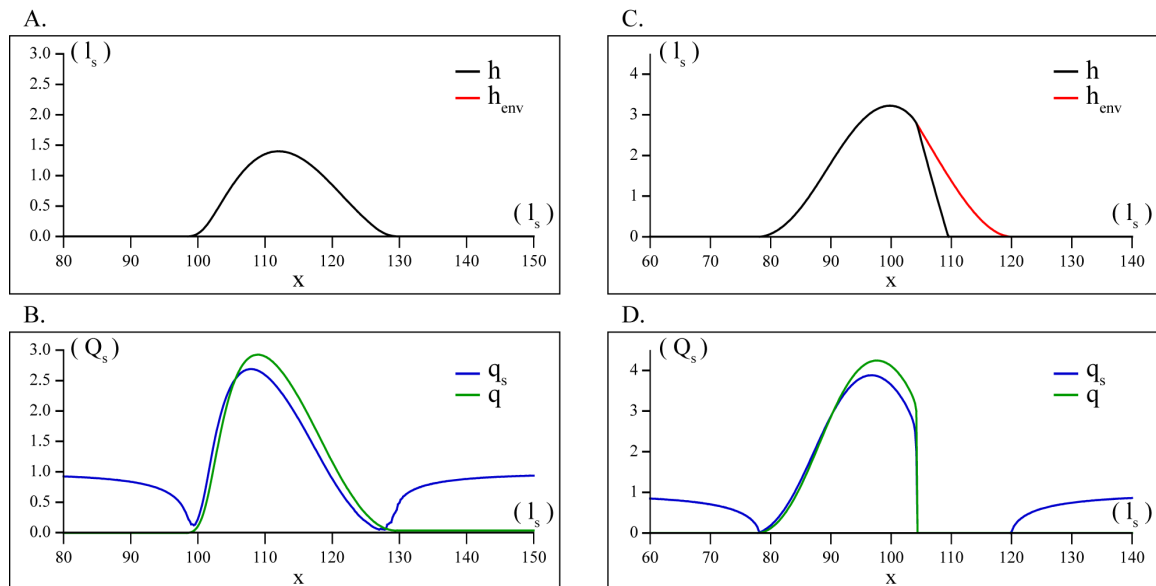 A.
( l_s )
3.0
2.5
2.0
1.5
1.0
0.5
0.0
h
h_env
( l_s )
80 90 100 110 120 130 140 150
x
C.
( l_s )
4
3
2
1
0
h
h_env
( l_s )
60 70 80 90 100 110 120 130 140
x
B.
( Q_s )
3.0
2.5
2.0
1.5
1.0
0.5
0.0
q_s
q
( l_s )
80 90 100 110 120 130 140 150
x
D.
( Q_s )
4
3
2
1
0
q_s
q
( l_s )
60 70 80 90 100 110 120 130 140
x